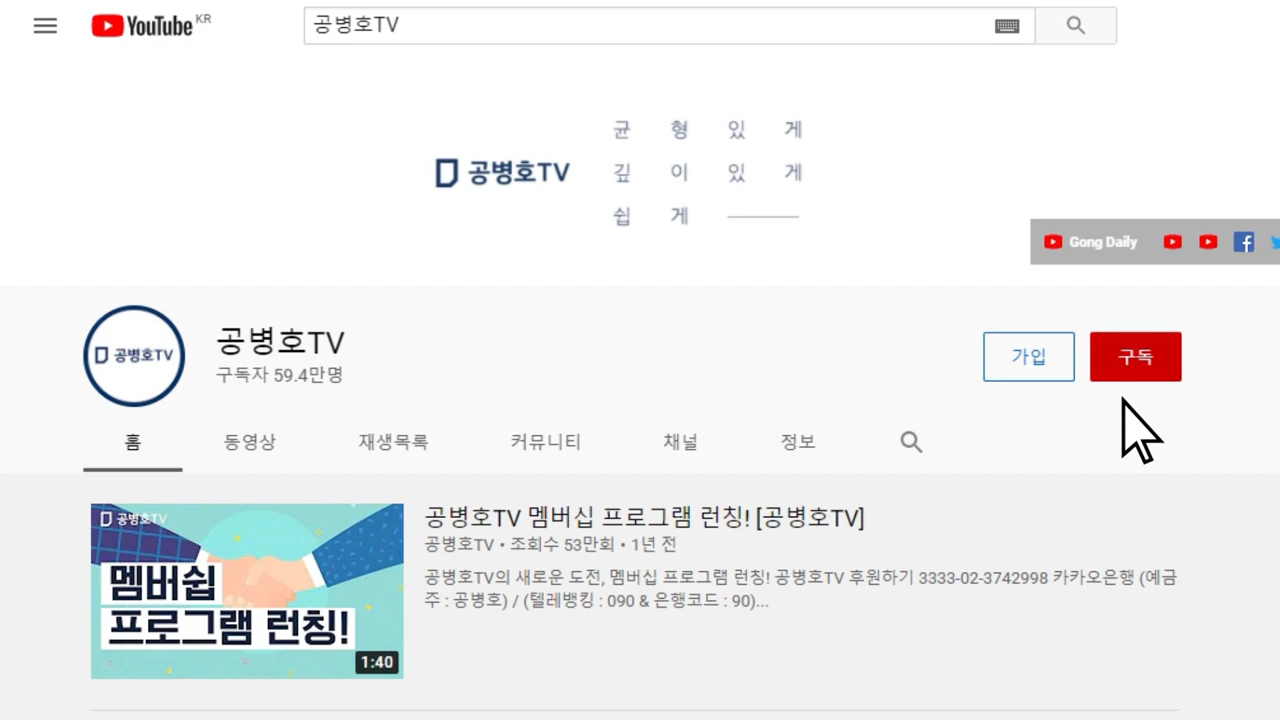 YouTube KR
공병호TV
균 형 있 게
공병호TV
깊 이 있 게
쉽 게
Gong Daily
공병호TV
공병호TV
구독자 59.4만명
가입
구독
홈
동영상
재생목록
커뮤니티
채널
정보
공병호TV
멤버쉽
프로그램 런칭!
1:40
공병호TV 멤버십 프로그램 런칭! [공병호TV]
공병호TV • 조회수 53만회 • 1년 전
공병호TV의 새로운 도전, 멤버십 프로그램 런칭! 공병호TV 후원하기 3333-02-3742998 카카오은행 (예금
주 : 공병호) / (텔레뱅킹 : 090 & 은행코드 : 90)...